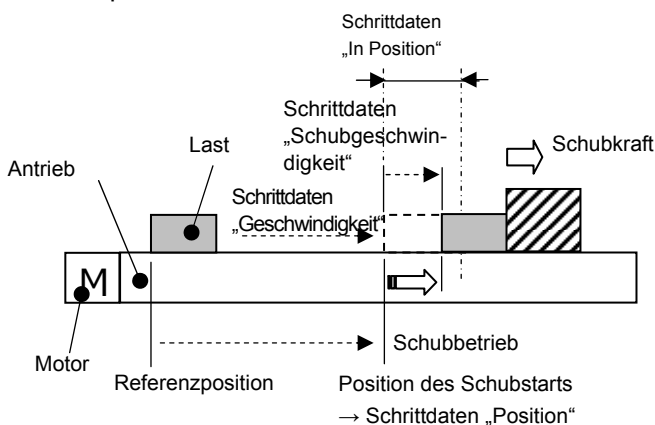 Schrittdaten
„In Position“
Schrittdaten
„Schubgeschwin-
digkeit“
Schubkraft
Last
Antrieb
Schrittdaten
„Geschwindigkeit“
M
Motor
Schubbetrieb
Referenzposition
Position des Schubstarts
→ Schrittdaten „Position“